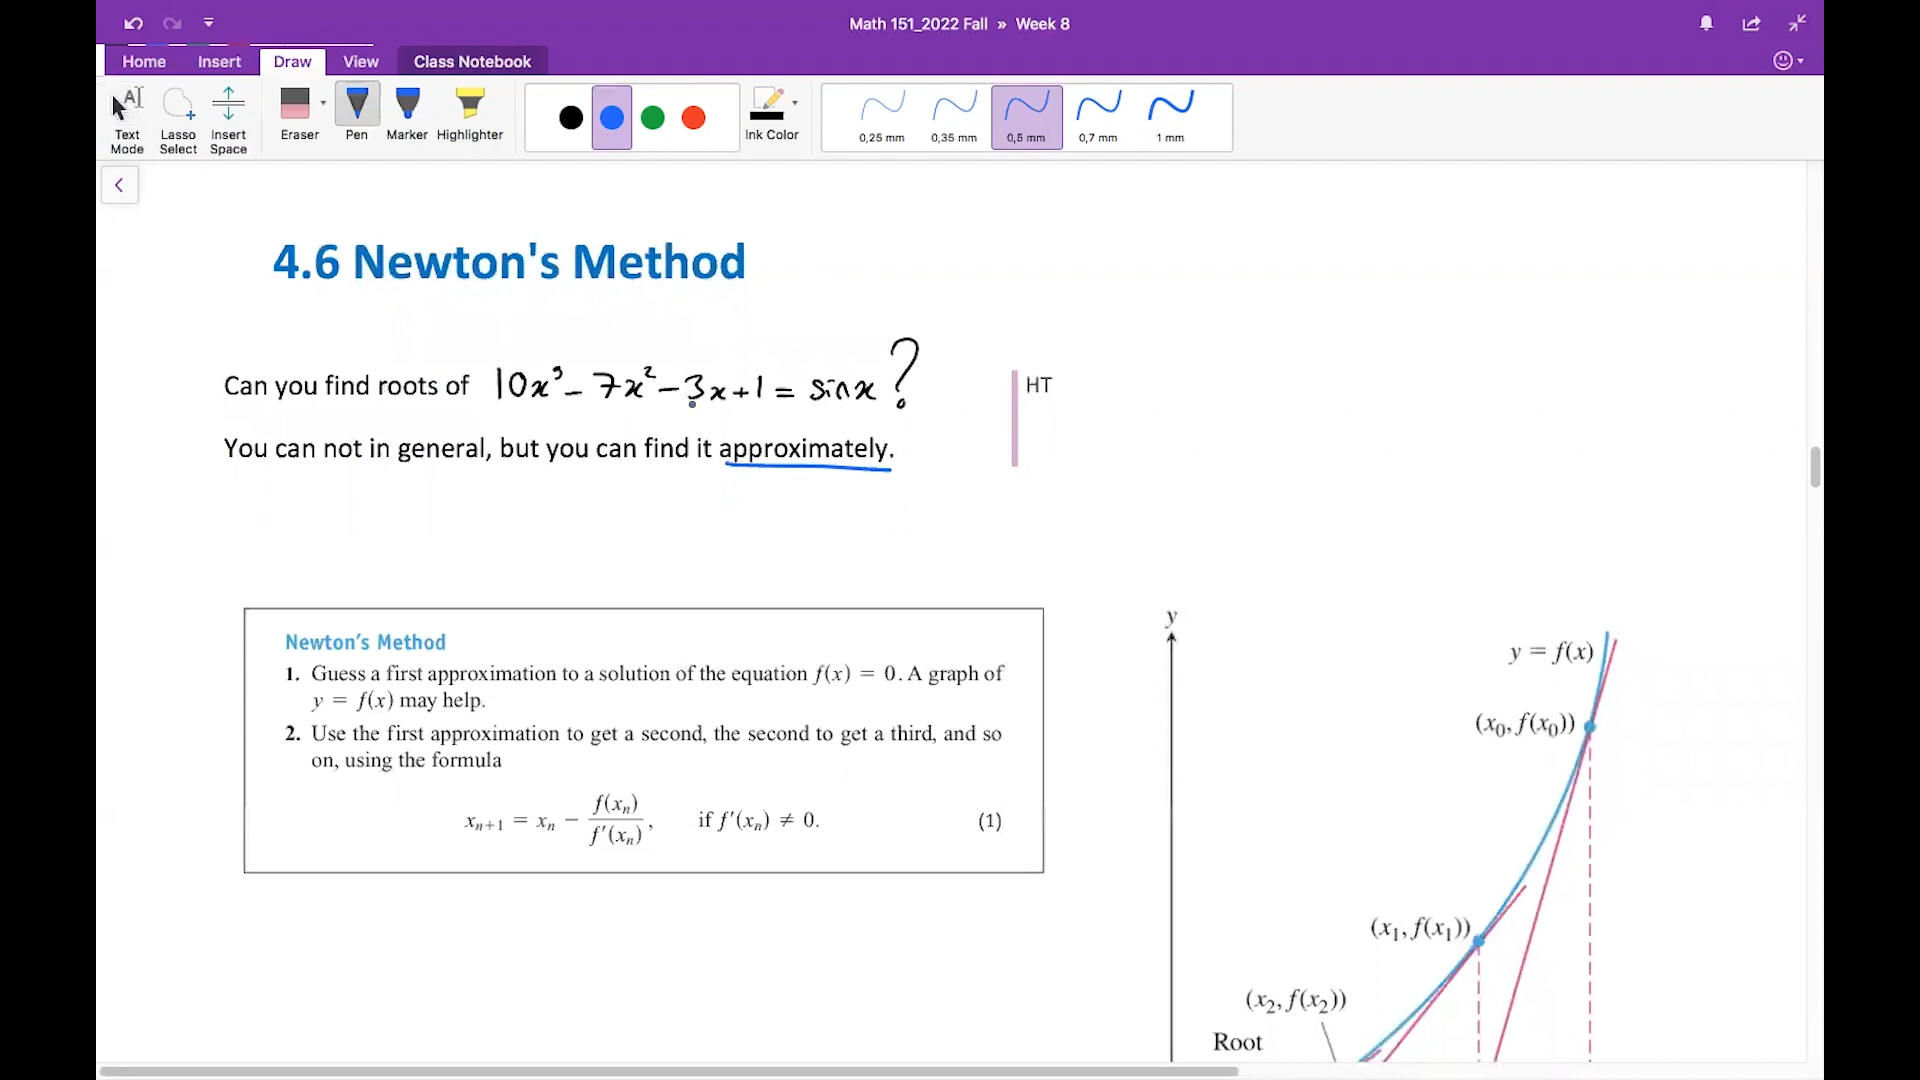 Math 151_2022 Fall » Week 8
Home Insert Draw View Class Notebook
Text Mode Lasso Select Insert Space Eraser Pen Marker Highlighter Ink Color 0,25 mm 0,35 mm 0,5 mm 0,7 mm 1 mm
4.6 Newton's Method
Can you find roots of 10x³ - 7x² - 3x + 1 = sinx ?
HT
You can not in general, but you can find it approximately.
Newton's Method
1. Guess a first approximation to a solution of the equation f(x) = 0. A graph of
y = f(x) may help.
2. Use the first approximation to get a second, the second to get a third, and so
on, using the formula
xₙ₊₁ = xₙ − f(xₙ)/f'(xₙ), if f'(xₙ) ≠ 0. (1)
y
y = f(x)
(x₀, f(x₀))
(x₁, f(x₁))
(x₂, f(x₂))
Root